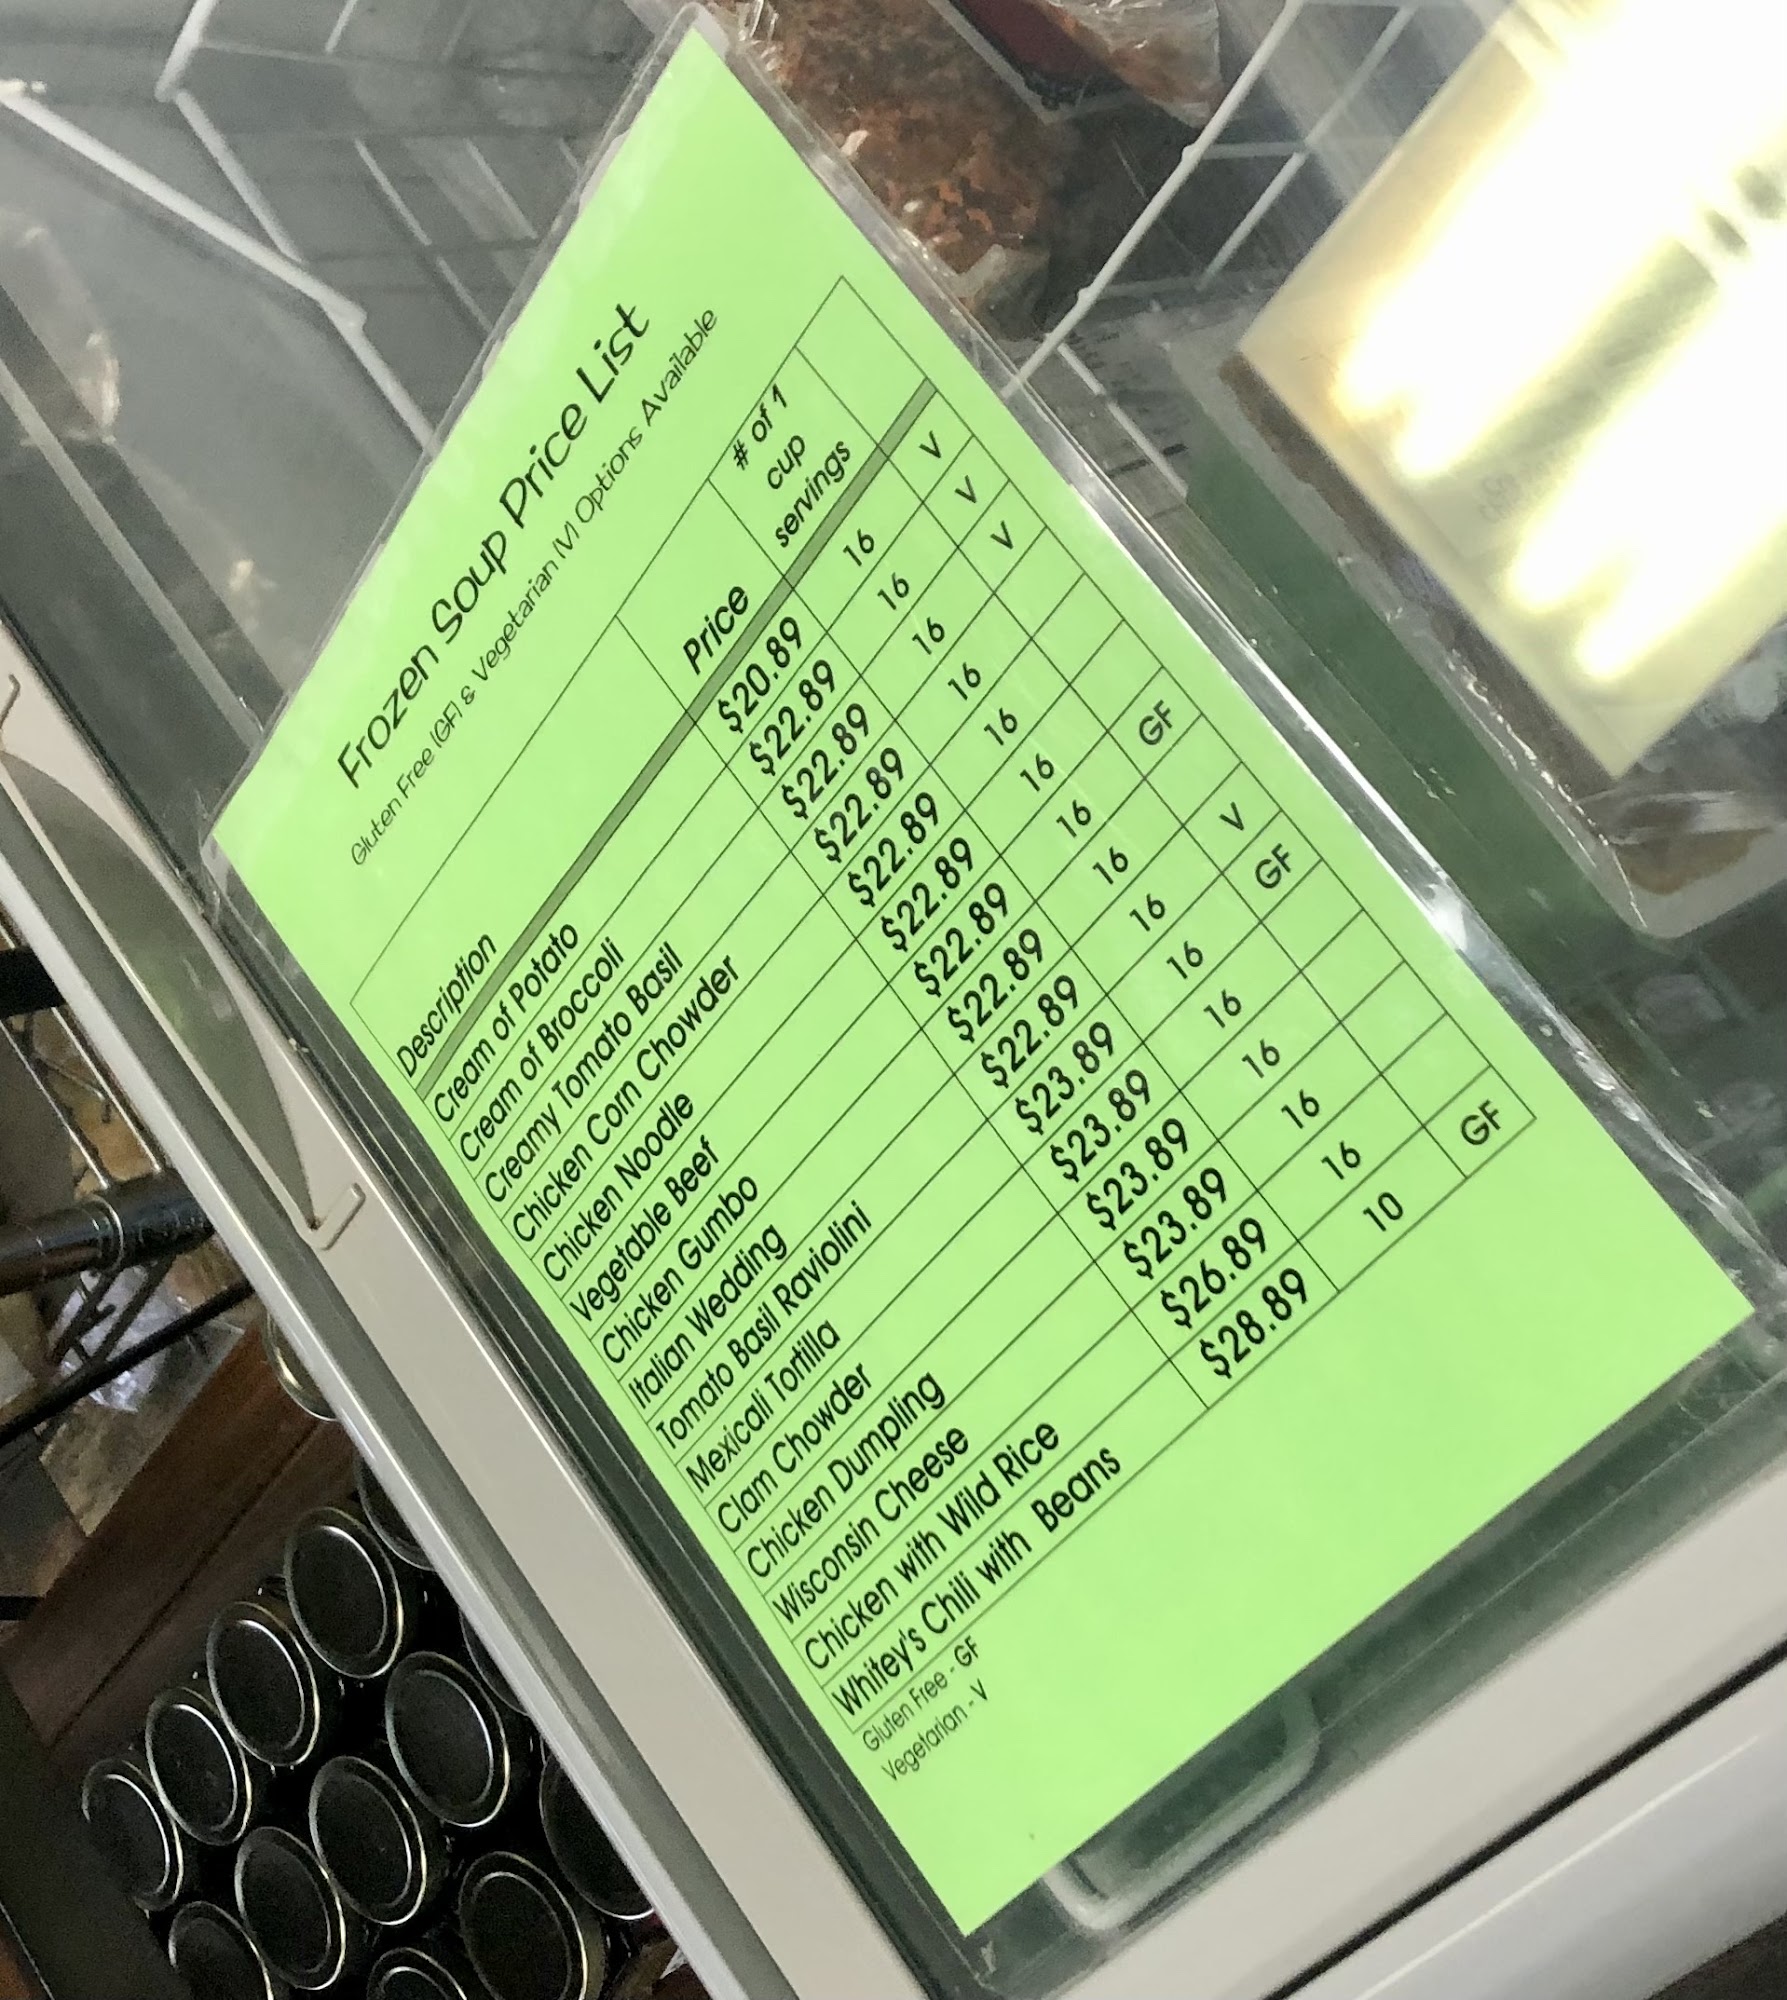 Frozen Soup Price List
Gluten Free (GF) & Vegetarian (V) Options Available
Description Price # of 1 cup servings
Cream of Potato $20.89 16 V
Cream of Broccoli $22.89 16 V
Creamy Tomato Basil $22.89 16 V
Chicken Corn Chowder $22.89 16
Chicken Noodle $22.89 16
Vegetable Beef $22.89 16
Chicken Gumbo $22.89 16 GF
Italian Wedding $22.89 16
Tomato Basil Raviolini $22.89 16 V
Mexicali Tortilla $23.89 16 GF
Clam Chowder $23.89 16
Chicken Dumpling $23.89 16
Wisconsin Cheese $23.89 16
Chicken with Wild Rice $26.89 16
Whitey's Chili with Beans $28.89 10 GF
Gluten Free - GF
Vegetarian - V